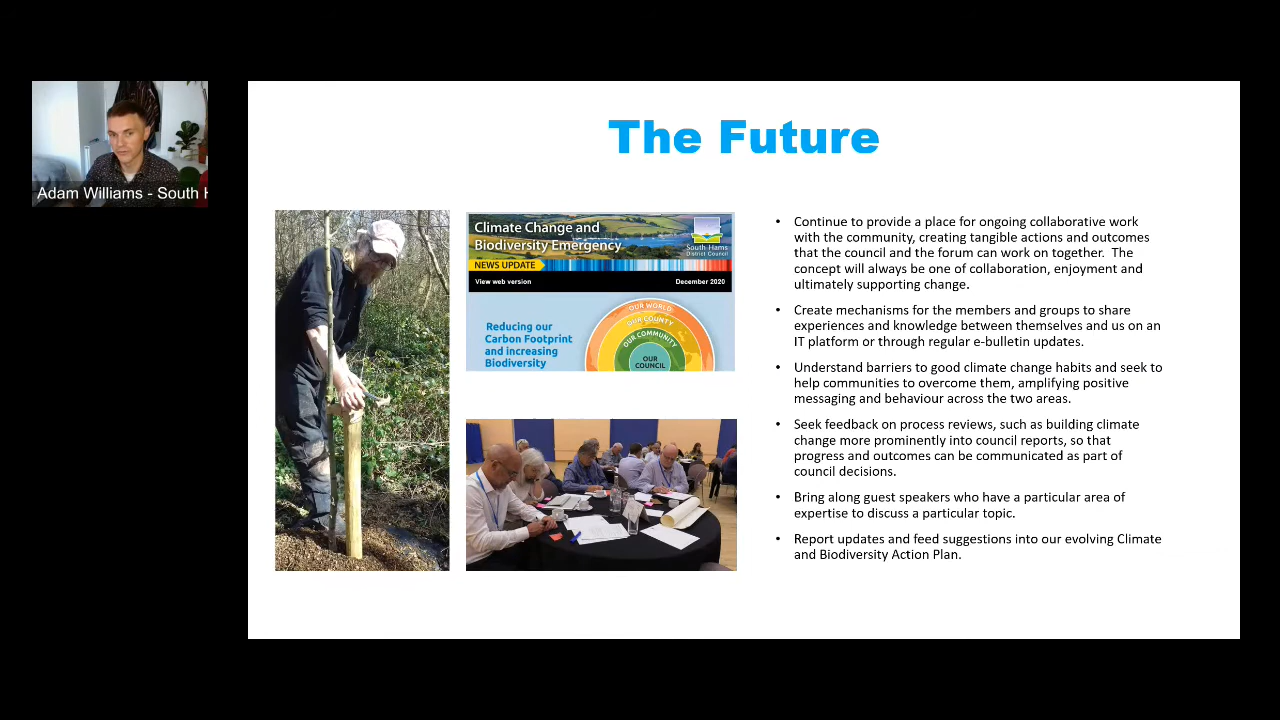 The Future
Adam Williams - South H
Climate Change and
Biodiversity Emergency
South Hams
District Council
NEWS UPDATE
View web version
December 2020
Reducing our
Carbon Footprint
and increasing
Biodiversity
OUR WORLD
OUR COUNTY
OUR COMMUNITY
OUR
COUNCIL
• Continue to provide a place for ongoing collaborative work
with the community, creating tangible actions and outcomes
that the council and the forum can work on together. The
concept will always be one of collaboration, enjoyment and
ultimately supporting change.
• Create mechanisms for the members and groups to share
experiences and knowledge between themselves and us on an
IT platform or through regular e-bulletin updates.
• Understand barriers to good climate change habits and seek to
help communities to overcome them, amplifying positive
messaging and behaviour across the two areas.
• Seek feedback on process reviews, such as building climate
change more prominently into council reports, so that
progress and outcomes can be communicated as part of
council decisions.
• Bring along guest speakers who have a particular area of
expertise to discuss a particular topic.
• Report updates and feed suggestions into our evolving Climate
and Biodiversity Action Plan.